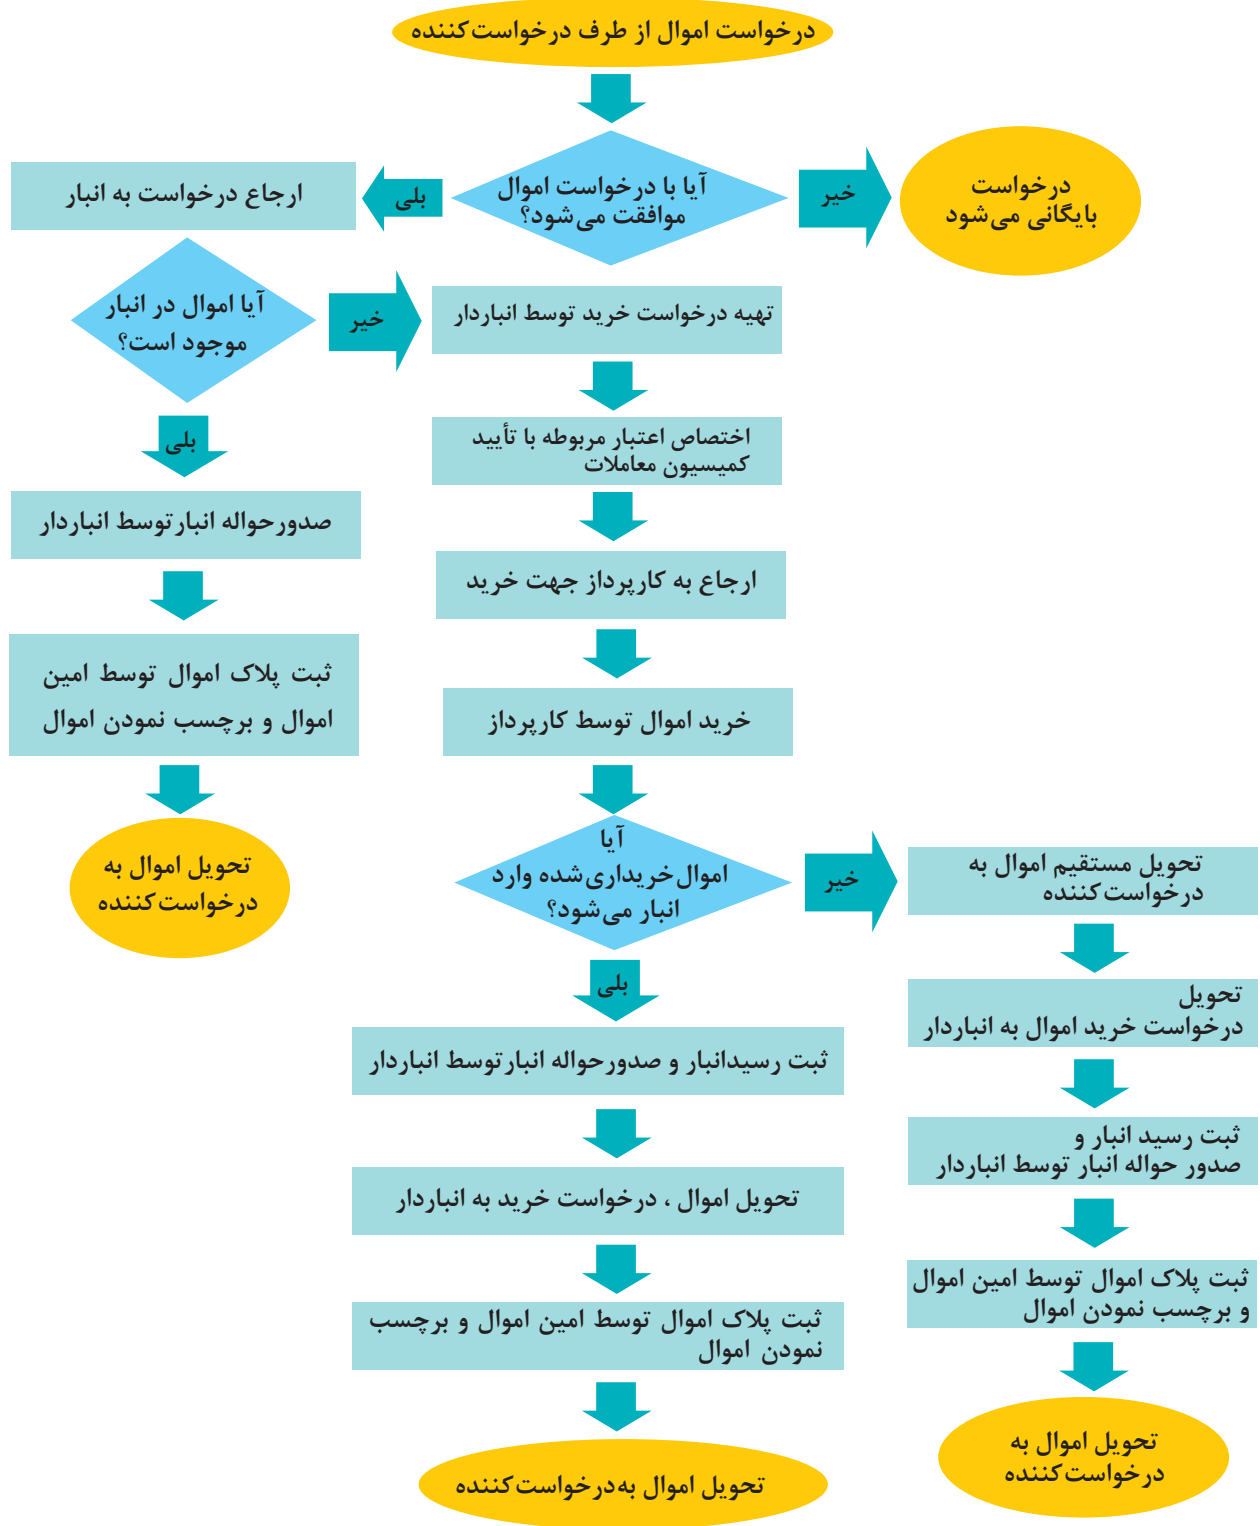 درخواست اموال از طرف درخواست‌کننده
آیا با درخواست اموال
موافقت می‌شود؟
خیر
درخواست
بایگانی می‌شود
بلی
ارجاع درخواست به انبار
آیا اموال در انبار
موجود است؟
بلی
صدورحواله انبارتوسط انباردار
ثبت پلاک اموال توسط امین
اموال و برچسب نمودن اموال
تحویل اموال به
درخواست‌کننده
خیر
تهیه درخواست خرید توسط انباردار
اختصاص اعتبار مربوطه با تأیید
کمیسیون معاملات
ارجاع به کارپرداز جهت خرید
خرید اموال توسط کارپرداز
آیا
اموال‌خریداری‌شده وارد
انبار می‌شود؟
خیر
تحویل مستقیم اموال به
درخواست‌کننده
تحویل
درخواست خرید اموال به انباردار
ثبت رسید انبار و
صدور حواله انبار توسط انباردار
ثبت پلاک اموال توسط امین اموال
و برچسب نمودن اموال
تحویل اموال به
درخواست‌کننده
بلی
ثبت رسیدانبار و صدورحواله انبارتوسط انباردار
تحویل اموال ، درخواست خرید به انباردار
ثبت پلاک اموال توسط امین اموال و برچسب
نمودن اموال
تحویل اموال به‌درخواست‌کننده